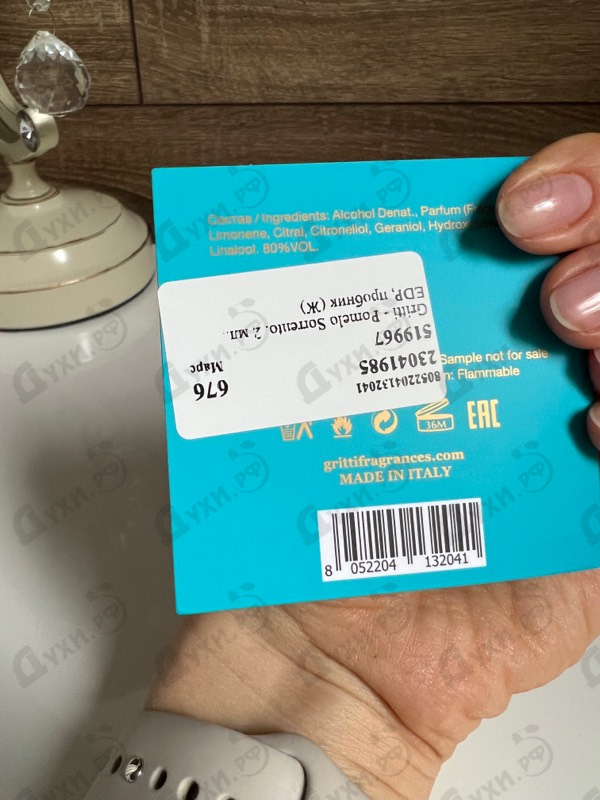 Состав / Ingredients: Alcohol Denat., Parfum
Limonene, Citral, Citronellol, Geraniol,
Linalool. 80%VOL.
Sample not for sale
Flammable
8052204132041
23041985
519967
Gritti - Pomelo Sorrento. 2 мл..
EDP, пробник (Ж)
676
Марс
36M
EAC
grittifragrances.com
MADE IN ITALY
8 052204 132041
Духи.рф